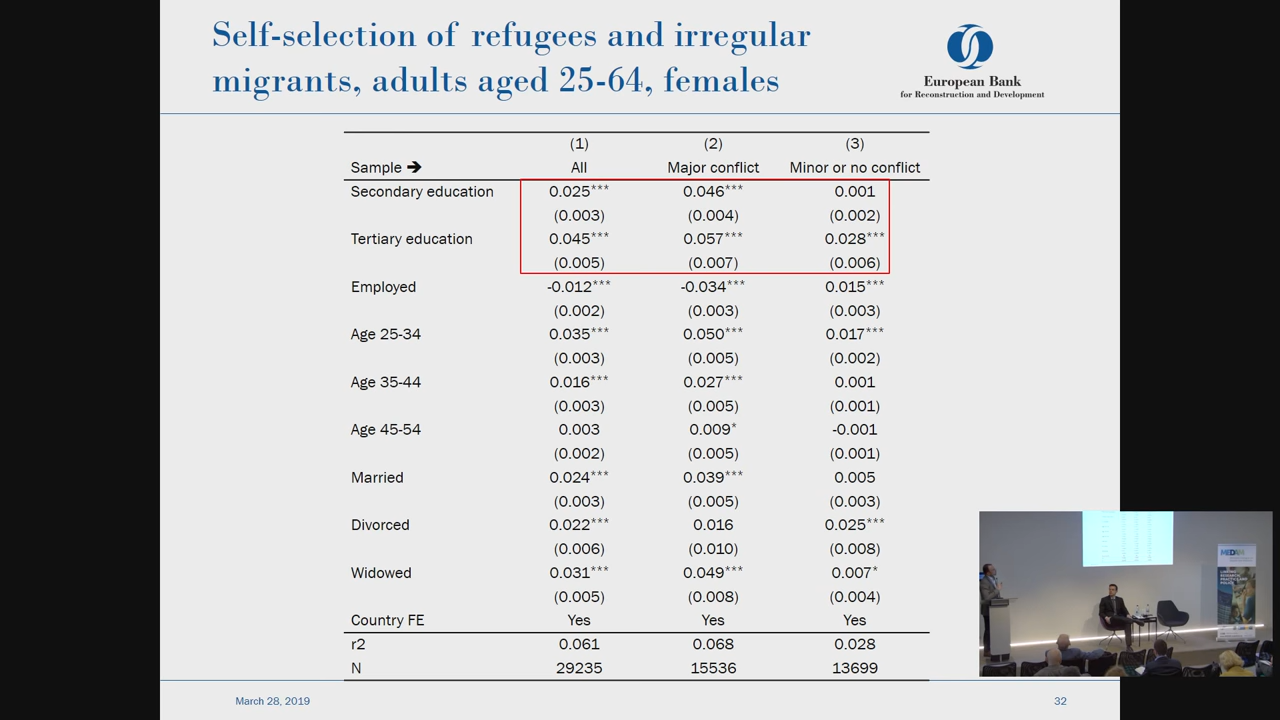 Self-selection of refugees and irregular
migrants, adults aged 25-64, females
European Bank
for Reconstruction and Development
(1) (2) (3)
Sample ➔ All Major conflict Minor or no conflict
Secondary education 0.025*** 0.046*** 0.001
(0.003) (0.004) (0.002)
Tertiary education 0.045*** 0.057*** 0.028***
(0.005) (0.007) (0.006)
Employed -0.012*** -0.034*** 0.015***
(0.002) (0.003) (0.003)
Age 25-34 0.035*** 0.050*** 0.017***
(0.003) (0.005) (0.002)
Age 35-44 0.016*** 0.027*** 0.001
(0.003) (0.005) (0.001)
Age 45-54 0.003 0.009* -0.001
(0.002) (0.005) (0.001)
Married 0.024*** 0.039*** 0.005
(0.003) (0.005) (0.003)
Divorced 0.022*** 0.016 0.025***
(0.006) (0.010) (0.008)
Widowed 0.031*** 0.049*** 0.007*
(0.005) (0.008) (0.004)
Country FE Yes Yes Yes
r2 0.061 0.068 0.028
N 29235 15536 13699
MEDAM
March 28, 2019
32